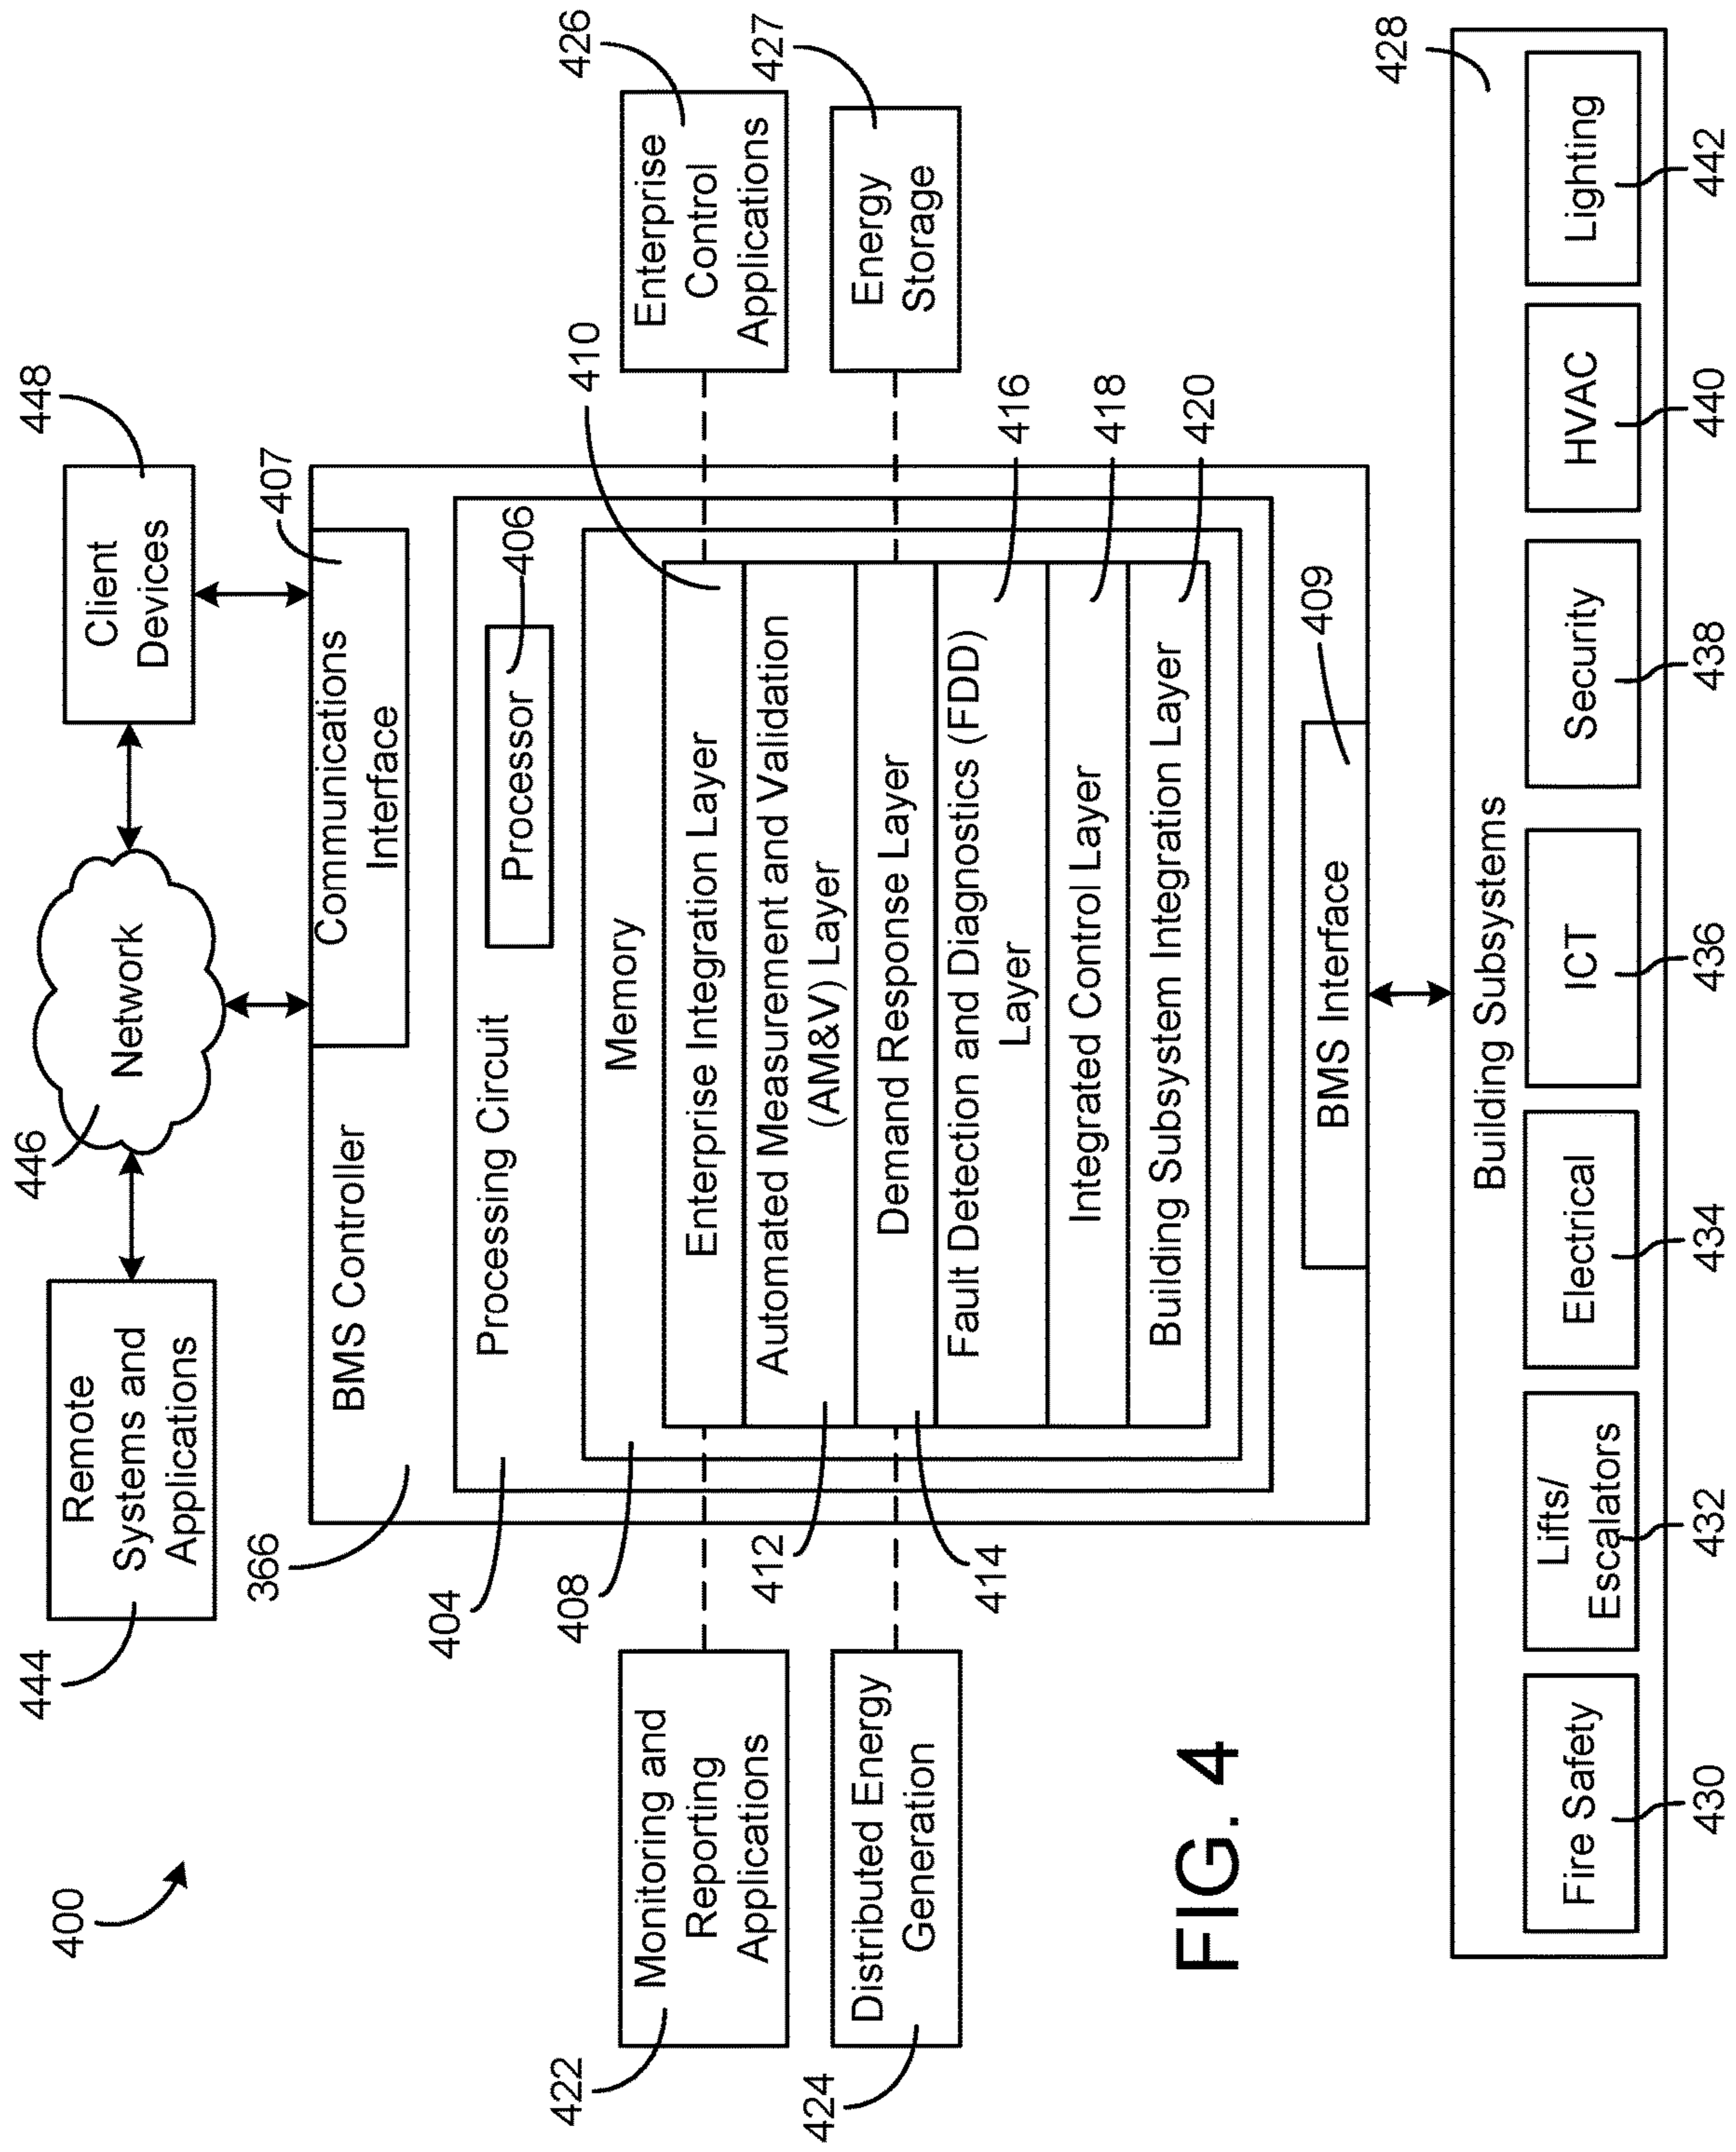 400
444
Remote
Systems and
Applications
446
Network
448
Client
Devices
366
BMS Controller
407
Communications
Interface
404
Processing Circuit
406
Processor
408
Memory
410
Enterprise Integration Layer
412
Automated Measurement and Validation
(AM&V) Layer
414
Demand Response Layer
416
Fault Detection and Diagnostics (FDD)
Layer
418
Integrated Control Layer
420
Building Subsystem Integration Layer
422
Monitoring and
Reporting
Applications
424
Distributed Energy
Generation
426
Enterprise
Control
Applications
427
Energy
Storage
409
BMS Interface
FIG. 4
428
Building Subsystems
Fire Safety
Lifts/
Escalators
Electrical
ICT
Security
HVAC
Lighting
430
432
434
436
438
440
442